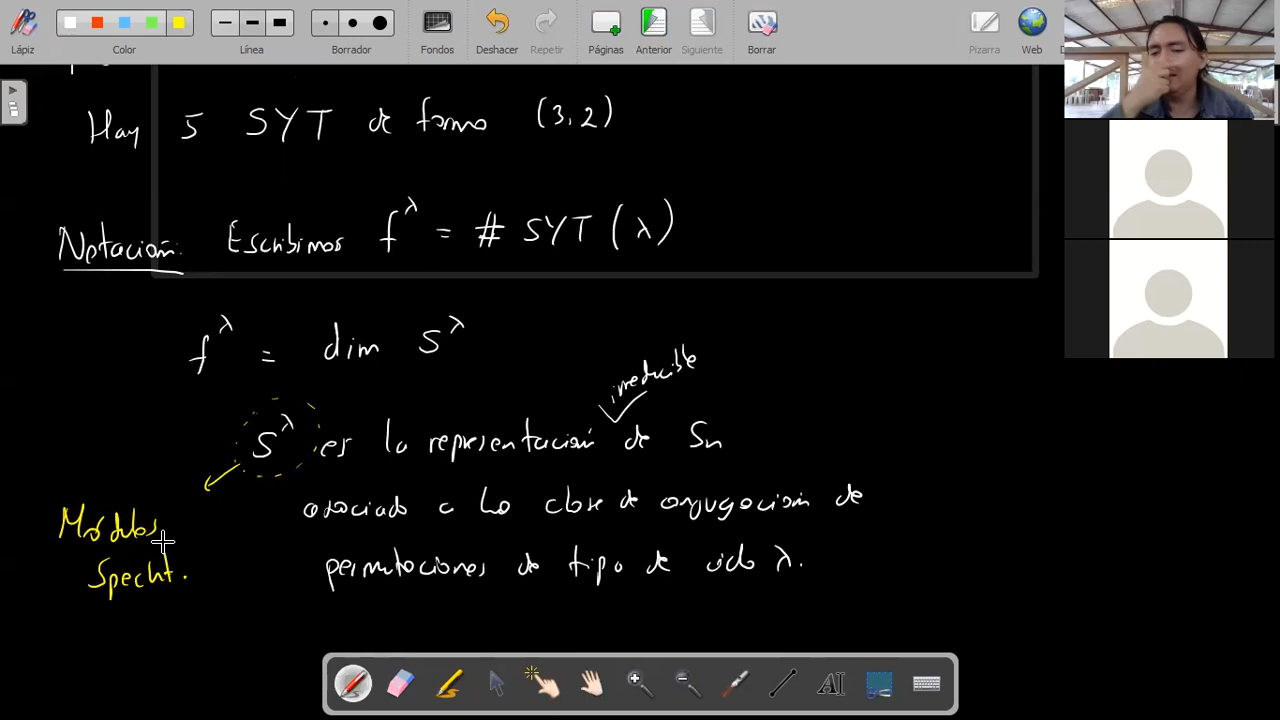 Lápiz Color Línea Borrador Fondos Deshacer Repetir Páginas Anterior Siguiente Borrar Pizarra Web
Hay 5 SYT de forma (3,2)
Notación: Escribimos f^λ = # SYT(λ)
f^λ = dim S^λ
irreducible
S^λ es la representación de Sn
asociado a la clase de conjugación de
permutaciones de tipo de ciclo λ.
Módulos
Specht.
AI